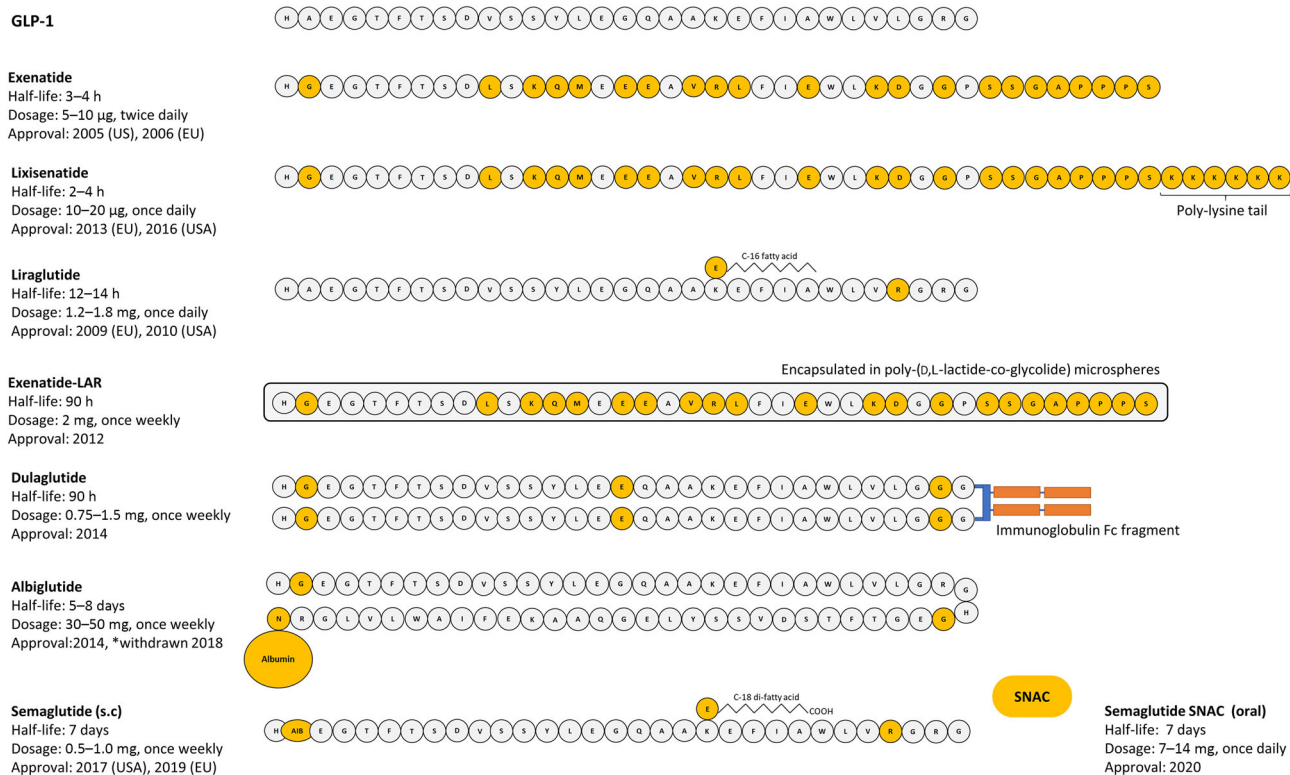 GLP-1
H A E G T F T S D V S S Y L E G Q A A K E F I A W L V L G R G
Exenatide
Half-life: 3–4 h
Dosage: 5–10 µg, twice daily
Approval: 2005 (US), 2006 (EU)
H G E G T F T S D L S K Q M E E E A V R L F I E W L K D G G P S S G A P P P S
Lixisenatide
Half-life: 2–4 h
Dosage: 10–20 µg, once daily
Approval: 2013 (EU), 2016 (USA)
H G E G T F T S D L S K Q M E E E A V R L F I E W L K D G G P S S G A P P P S K K K K K K
Poly-lysine tail
Liraglutide
Half-life: 12–14 h
Dosage: 1.2–1.8 mg, once daily
Approval: 2009 (EU), 2010 (USA)
C-16 fatty acid
E
H A E G T F T S D V S S Y L E G Q A A K E F I A W L V R G R G
Exenatide-LAR
Half-life: 90 h
Dosage: 2 mg, once weekly
Approval: 2012
Encapsulated in poly-(D,L-lactide-co-glycolide) microspheres
H G E G T F T S D L S K Q M E E E A V R L F I E W L K D G G P S S G A P P P S
Dulaglutide
Half-life: 90 h
Dosage: 0.75–1.5 mg, once weekly
Approval: 2014
H G E G T F T S D V S S Y L E E Q A A K E F I A W L V L G G G
H G E G T F T S D V S S Y L E E Q A A K E F I A W L V L G G G
Immunoglobulin Fc fragment
Albiglutide
Half-life: 5–8 days
Dosage: 30–50 mg, once weekly
Approval:2014, *withdrawn 2018
H G E G T F T S D V S S Y L E G Q A A K E F I A W L V L G R G
N R G L V L W A I F E K A A Q G E L Y S S V D S T F T G E G H
Albumin
Semaglutide (s.c)
Half-life: 7 days
Dosage: 0.5–1.0 mg, once weekly
Approval: 2017 (USA), 2019 (EU)
C-18 di-fatty acid
E
COOH
H AIB E G T F T S D V S S Y L E G Q A A K E F I A W L V R G R G
SNAC
Semaglutide SNAC (oral)
Half-life: 7 days
Dosage: 7–14 mg, once daily
Approval: 2020